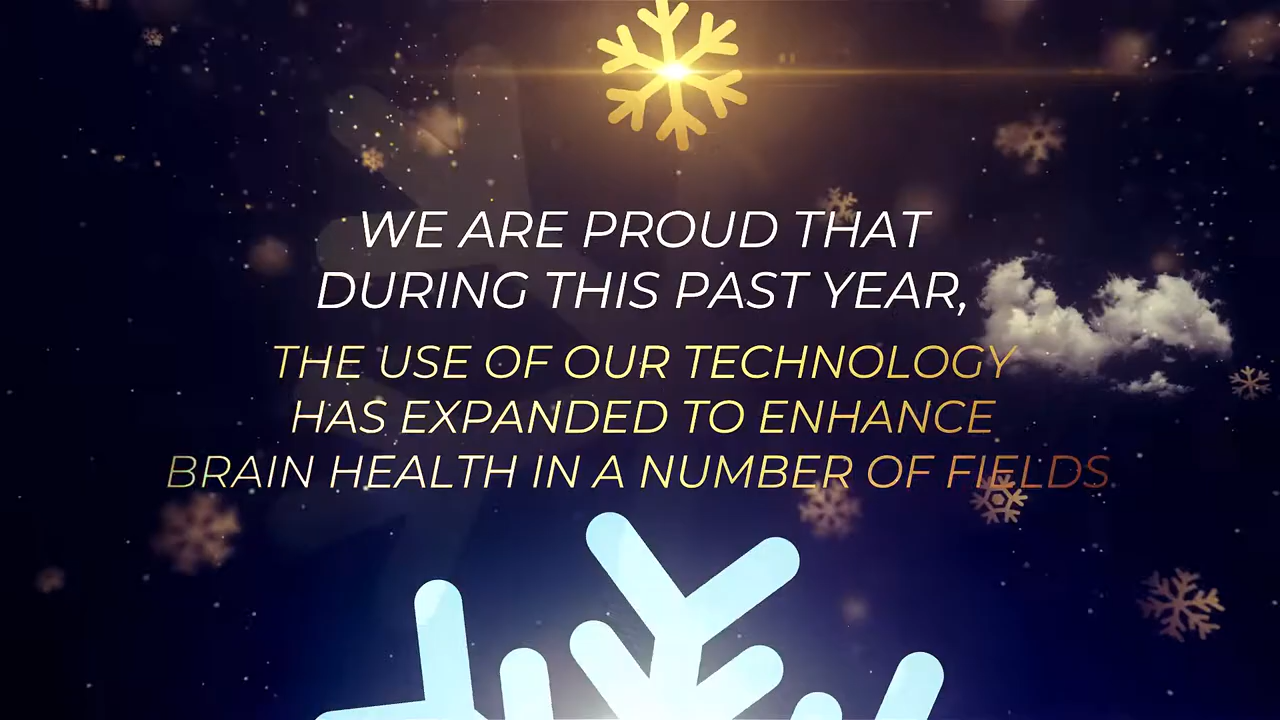 WE ARE PROUD THAT
DURING THIS PAST YEAR,
THE USE OF OUR TECHNOLOGY
HAS EXPANDED TO ENHANCE
BRAIN HEALTH IN A NUMBER OF FIELDS